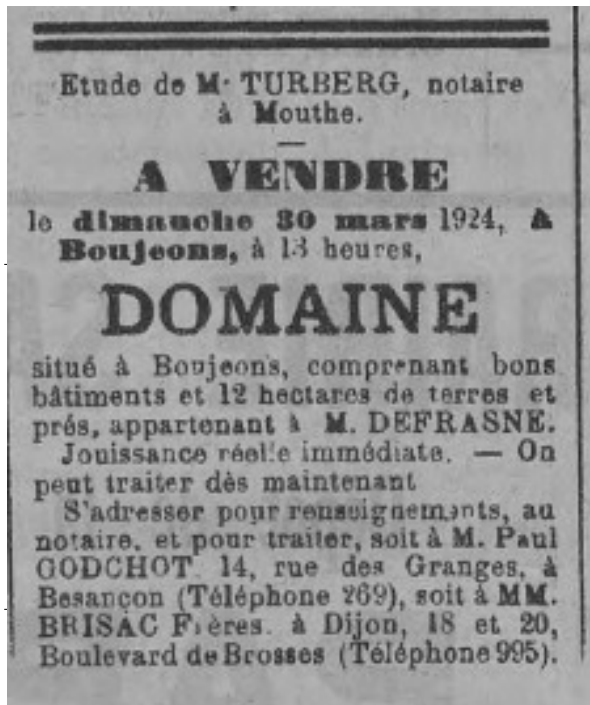 Etude de Me TURBERG, notaire
à Mouthe.
A VENDRE
le dimanche 30 mars 1924, à
Boujeons, à 13 heures,
DOMAINE
situé à Boujeons, comprenant bons
bâtiments et 12 hectares de terres et
prés, appartenant à M. DEFRASNE.
Jouissance réelle immédiate. — On
peut traiter dès maintenant
S'adresser pour renseignements, au
notaire, et pour traiter, soit à M. Paul
GODCHOT 14, rue des Granges, à
Besançon (Téléphone 269), soit à MM.
BRISAC Frères à Dijon, 18 et 20,
Boulevard de Brosses (Téléphone 995).